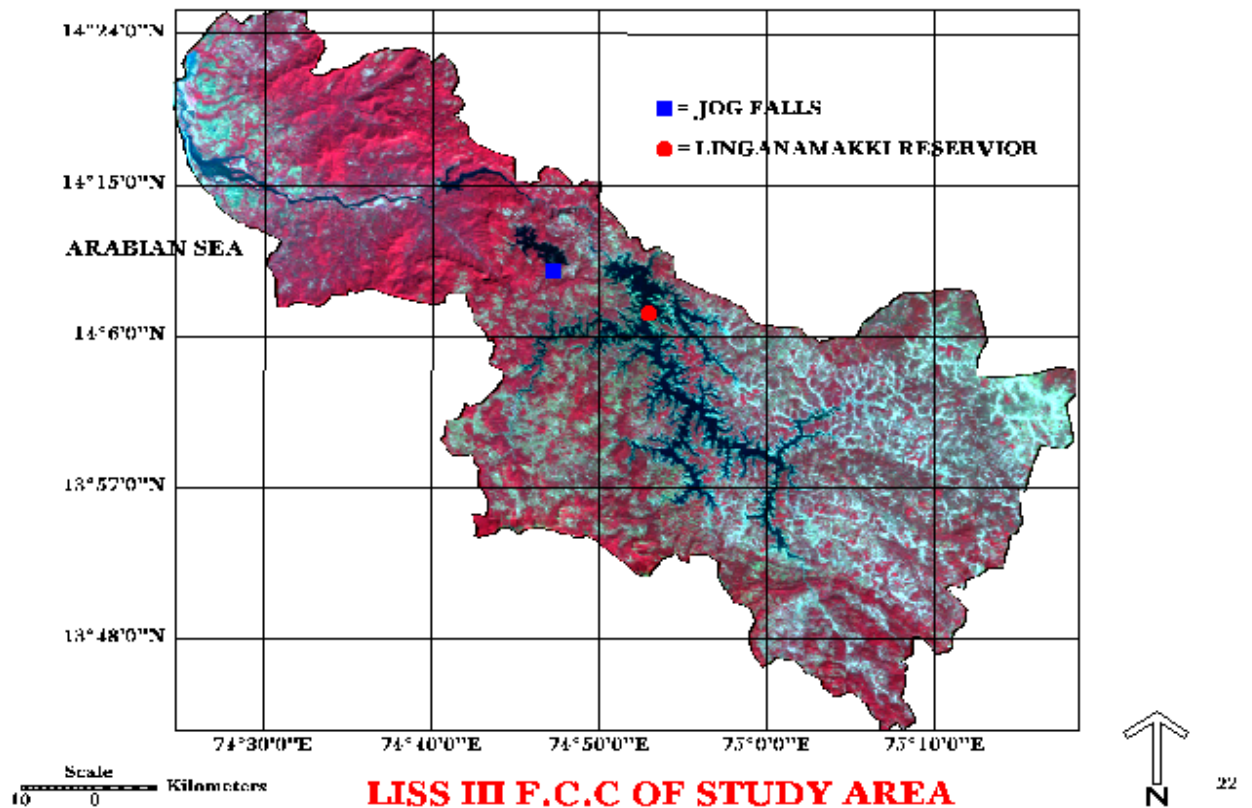 14°24'0"N
= JOG FALLS
= LINGANAMAKKI RESERVIOR
14°15'0"N
ARABIAN SEA
14°6'0"N
13°57'0"N
13°48'0"N
74°30'0"E 74°40'0"E 74°50'0"E 75°0'0"E 75°10'0"E
Scale
Kilometers
10 0
LISS III F.C.C OF STUDY AREA
N
22